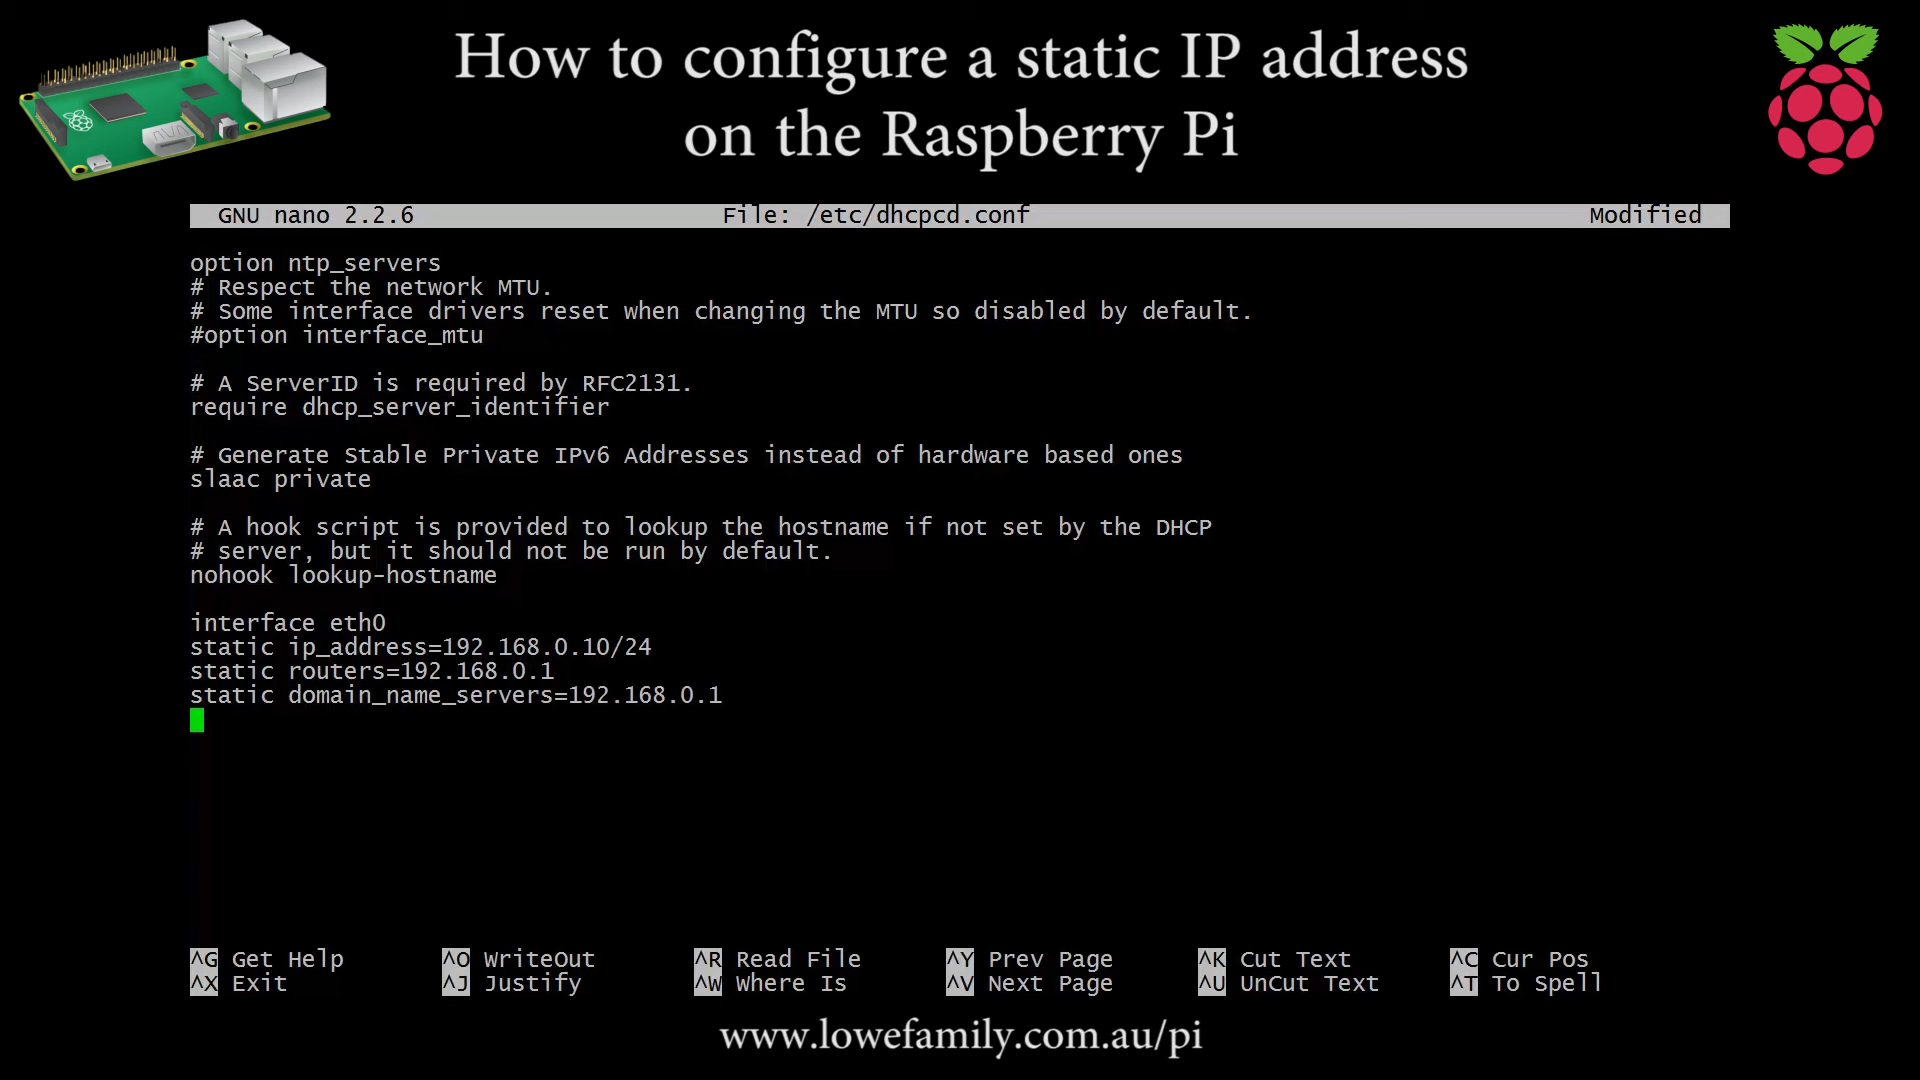 How to configure a static IP address
on the Raspberry Pi
GNU nano 2.2.6 File: /etc/dhcpcd.conf Modified
option ntp_servers
# Respect the network MTU.
# Some interface drivers reset when changing the MTU so disabled by default.
#option interface_mtu
# A ServerID is required by RFC2131.
require dhcp_server_identifier
# Generate Stable Private IPv6 Addresses instead of hardware based ones
slaac private
# A hook script is provided to lookup the hostname if not set by the DHCP
# server, but it should not be run by default.
nohook lookup-hostname
interface eth0
static ip_address=192.168.0.10/24
static routers=192.168.0.1
static domain_name_servers=192.168.0.1
^G Get Help ^O WriteOut ^R Read File ^Y Prev Page ^K Cut Text ^C Cur Pos
^X Exit ^J Justify ^W Where Is ^V Next Page ^U UnCut Text ^T To Spell
www.lowefamily.com.au/pi